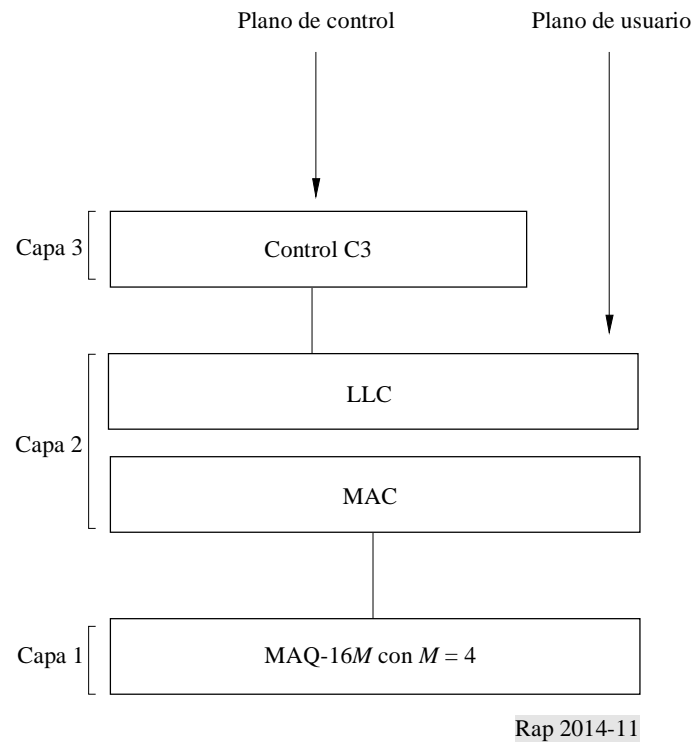 Plano de control
Plano de usuario
Capa 3
Control C3
Capa 2
LLC
MAC
Capa 1
MAQ-16M con M = 4
Rap 2014-11